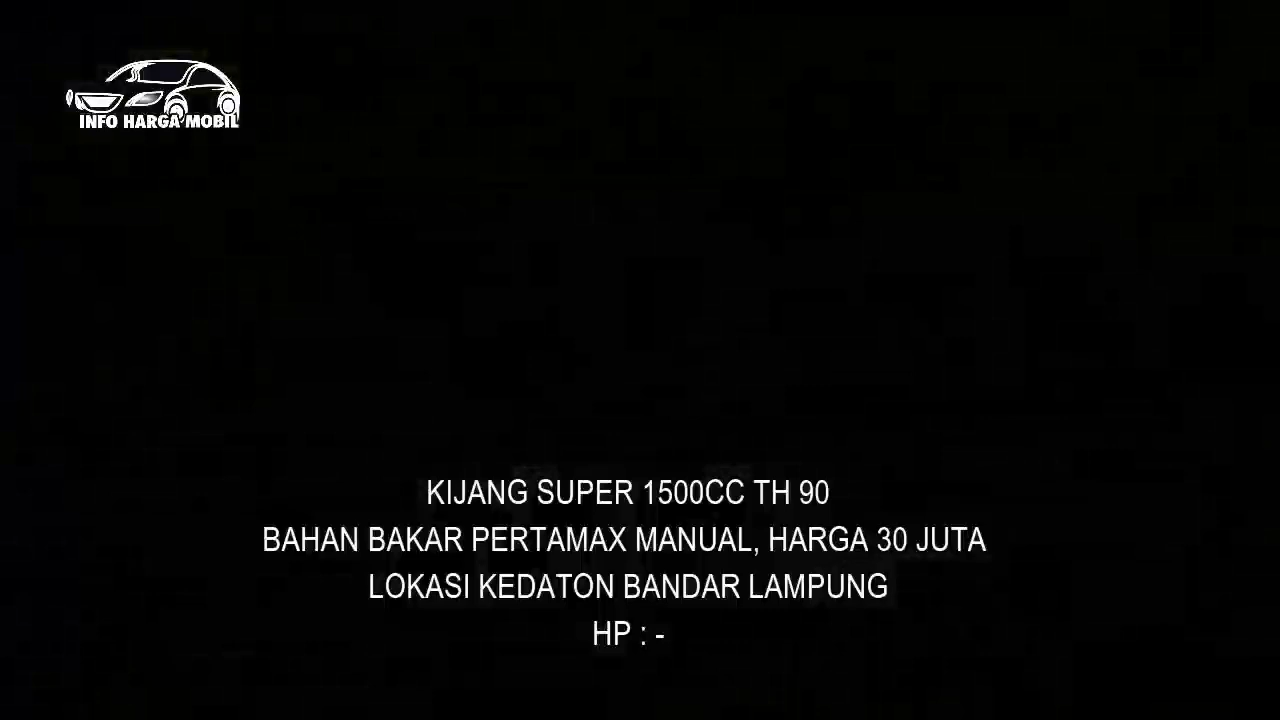 INFO HARGA MOBIL
KIJANG SUPER 1500CC TH 90
BAHAN BAKAR PERTAMAX MANUAL, HARGA 30 JUTA
LOKASI KEDATON BANDAR LAMPUNG
HP : -